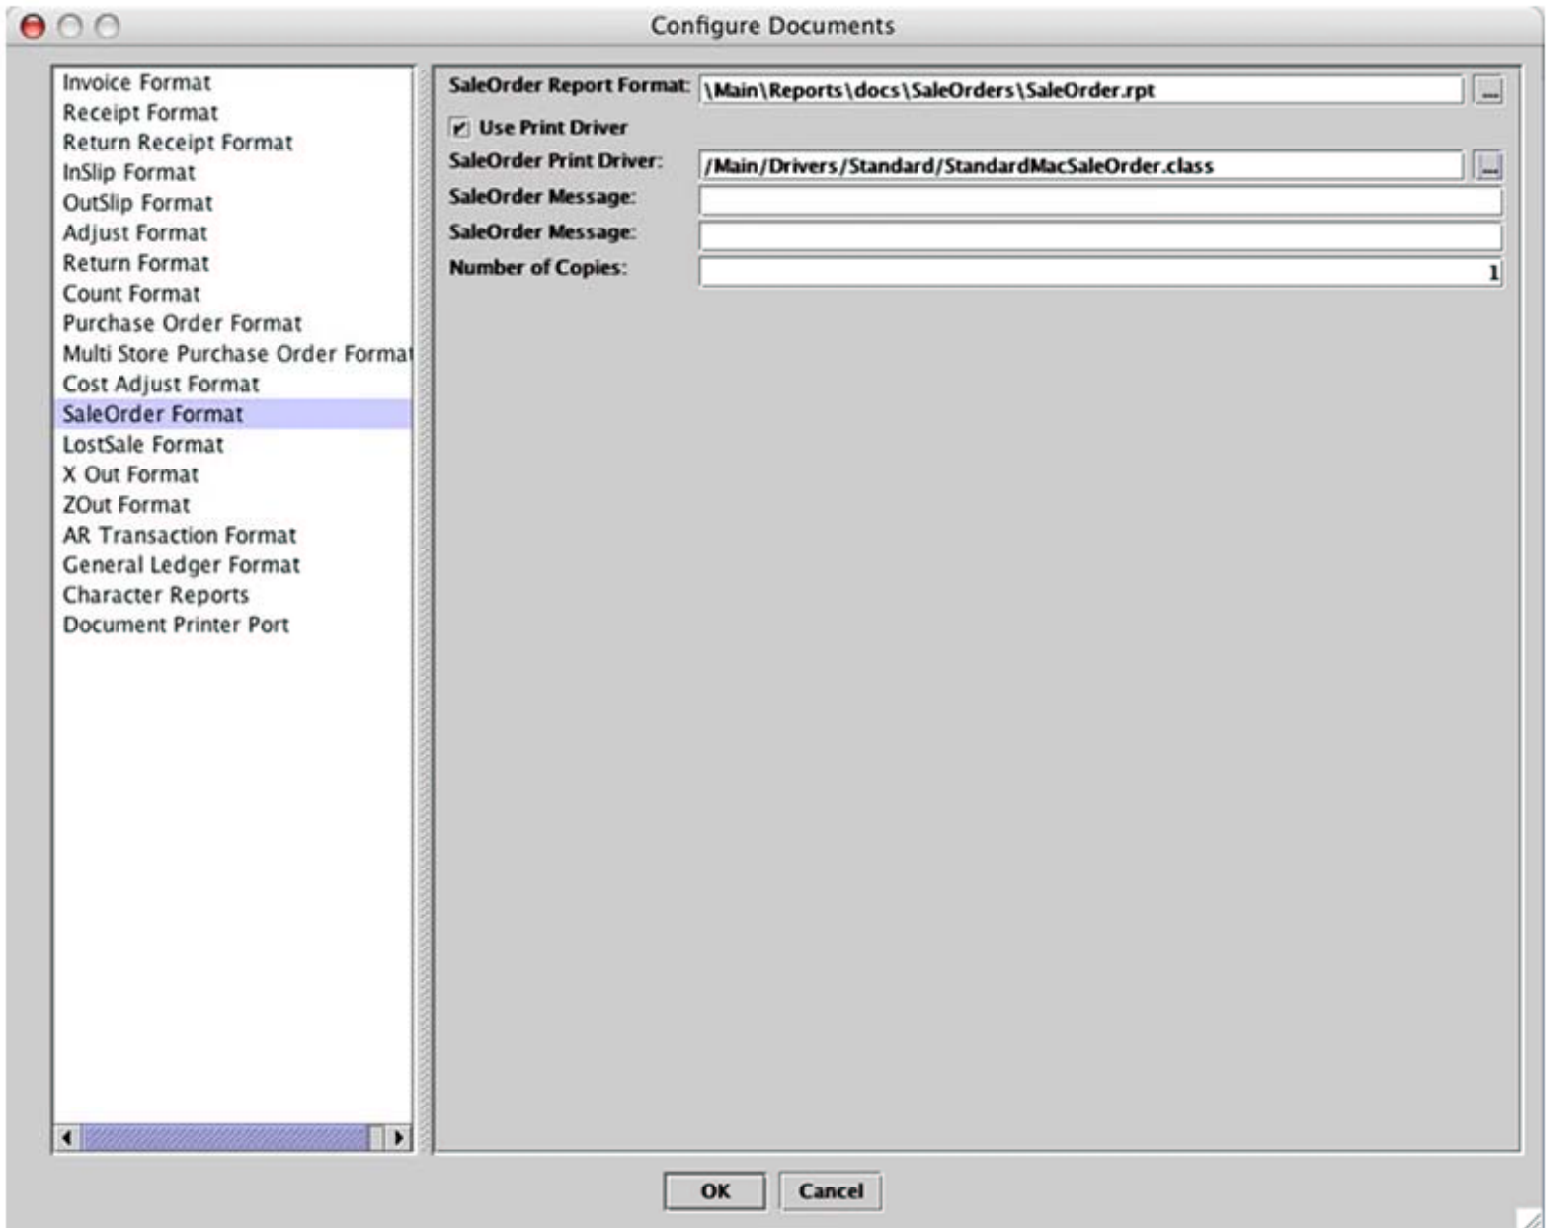 Configure Documents
Invoice Format
Receipt Format
Return Receipt Format
InSlip Format
OutSlip Format
Adjust Format
Return Format
Count Format
Purchase Order Format
Multi Store Purchase Order Format
Cost Adjust Format
SaleOrder Format
LostSale Format
X Out Format
ZOut Format
AR Transaction Format
General Ledger Format
Character Reports
Document Printer Port
SaleOrder Report Format: \Main\Reports\docs\SaleOrders\SaleOrder.rpt ...
Use Print Driver
SaleOrder Print Driver: /Main/Drivers/Standard/StandardMacSaleOrder.class ...
SaleOrder Message:
SaleOrder Message:
Number of Copies: 1
OK Cancel